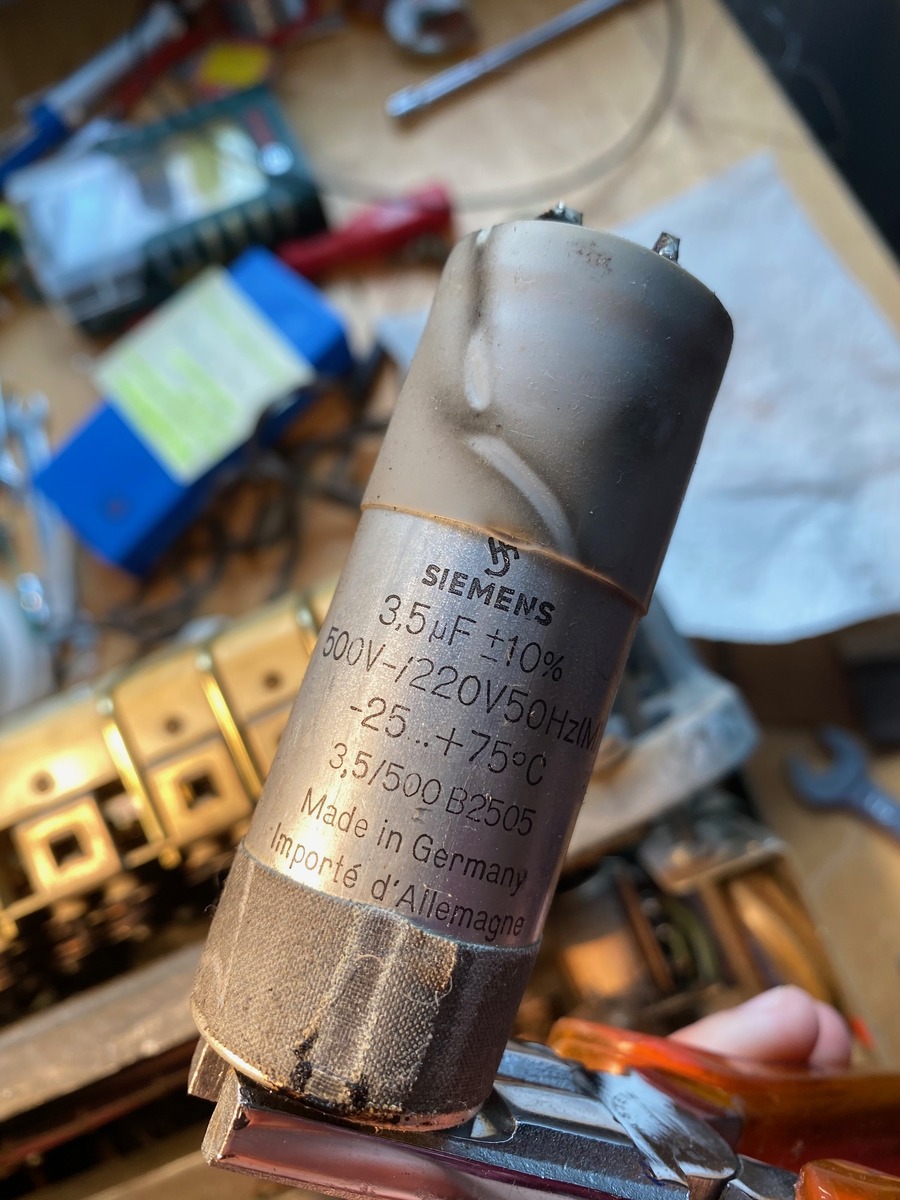 SIEMENS
3,5µF ±10%
500V-/220V50Hz(M
-25...+75°C
3,5/500 B2505
Made in Germany
Importé d'Allemagne